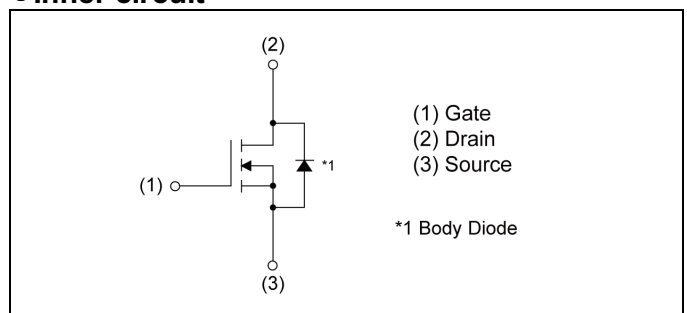 Inner circuit
(2)
(1) Gate
(2) Drain
(3) Source
*1
(1)
*1 Body Diode
(3)